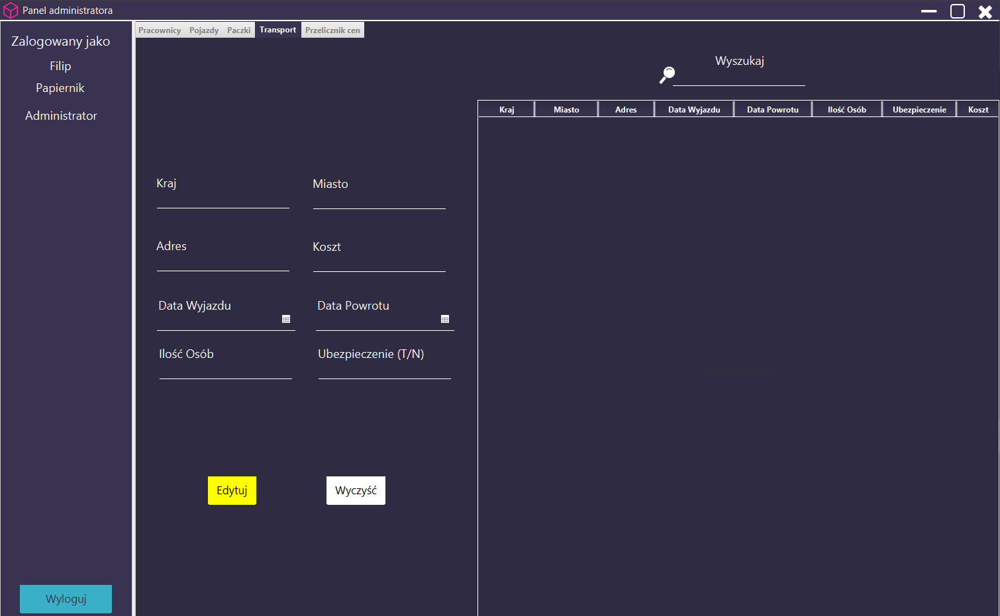 Panel administratora
Zalogowany jako
Filip
Papiernik
Administrator
Wyloguj
Pracownicy Pojazdy Paczki Transport Przelicznik cen
Wyszukaj
Kraj Miasto Adres Data Wyjazdu Data Powrotu Ilość Osób Ubezpieczenie Koszt
Kraj Miasto
Adres Koszt
Data Wyjazdu Data Powrotu
Ilość Osób Ubezpieczenie (T/N)
Edytuj Wyczyść